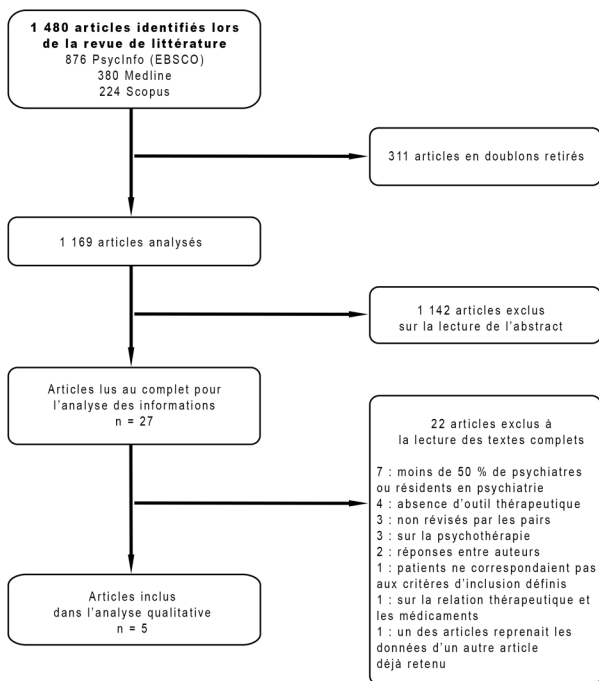 1 480 articles identifiés lors
de la revue de littérature
876 PsycInfo (EBSCO)
380 Medline
224 Scopus
311 articles en doublons retirés
1 169 articles analysés
1 142 articles exclus
sur la lecture de l'abstract
Articles lus au complet pour
l'analyse des informations
n = 27
22 articles exclus à
la lecture des textes complets
7 : moins de 50 % de psychiatres
ou résidents en psychiatrie
4 : absence d'outil thérapeutique
3 : non révisés par les pairs
3 : sur la psychothérapie
2 : réponses entre auteurs
1 : patients ne correspondaient pas
aux critères d'inclusion définis
1 : sur la relation thérapeutique et
les médicaments
1 : un des articles reprenait les
données d'un autre article
déjà retenu
Articles inclus
dans l'analyse qualitative
n = 5